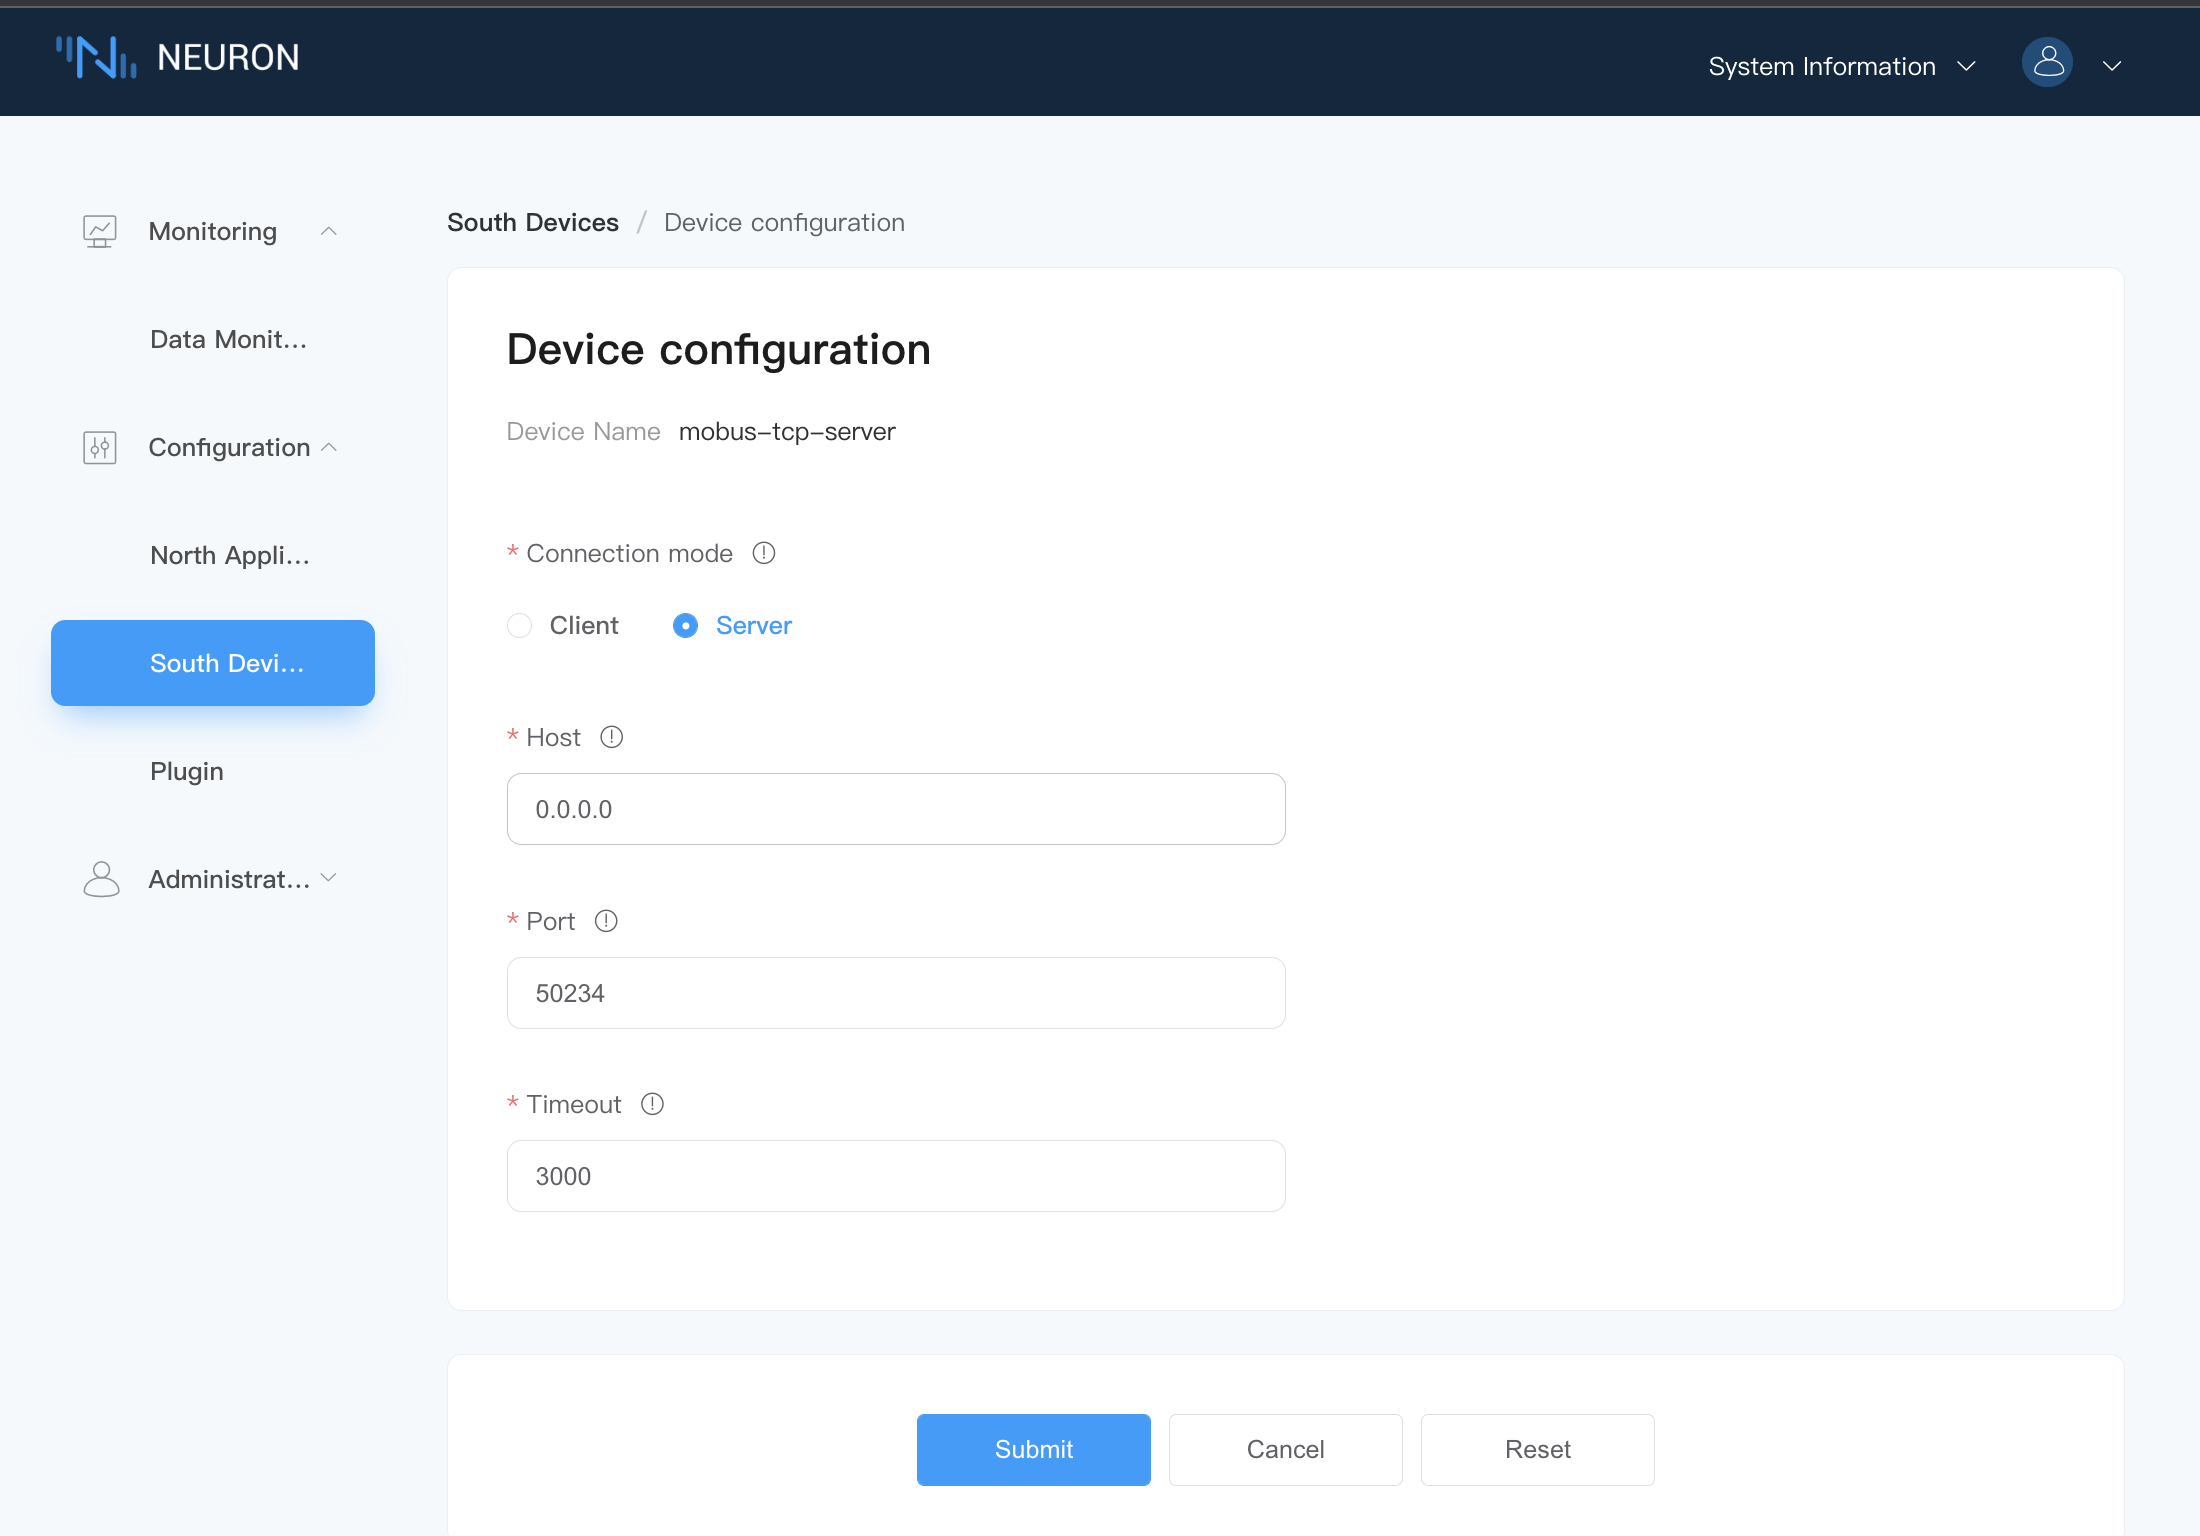 NEURON
System Information
Monitoring
Data Monit...
Configuration
North Appli...
South Devi...
Plugin
Administrat...
South Devices / Device configuration
Device configuration
Device Name mobus-tcp-server
* Connection mode
Client Server
* Host
0.0.0.0
* Port
50234
* Timeout
3000
Submit Cancel Reset